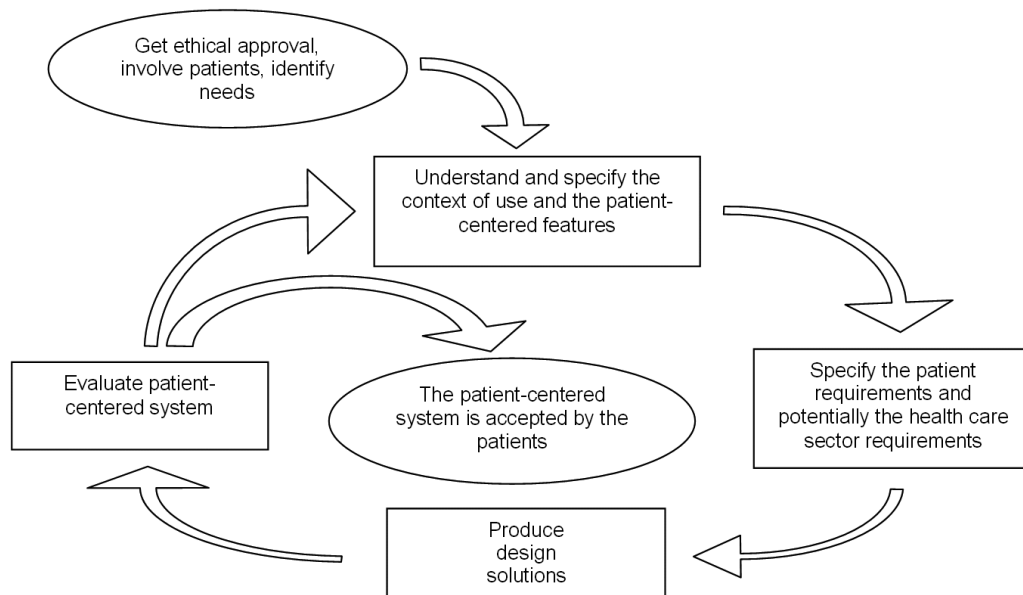 Get ethical approval,
involve patients, identify
needs
Understand and specify the
context of use and the patient-
centered features
Specify the patient
requirements and
potentially the health care
sector requirements
Produce
design
solutions
Evaluate patient-
centered system
The patient-centered
system is accepted by the
patients